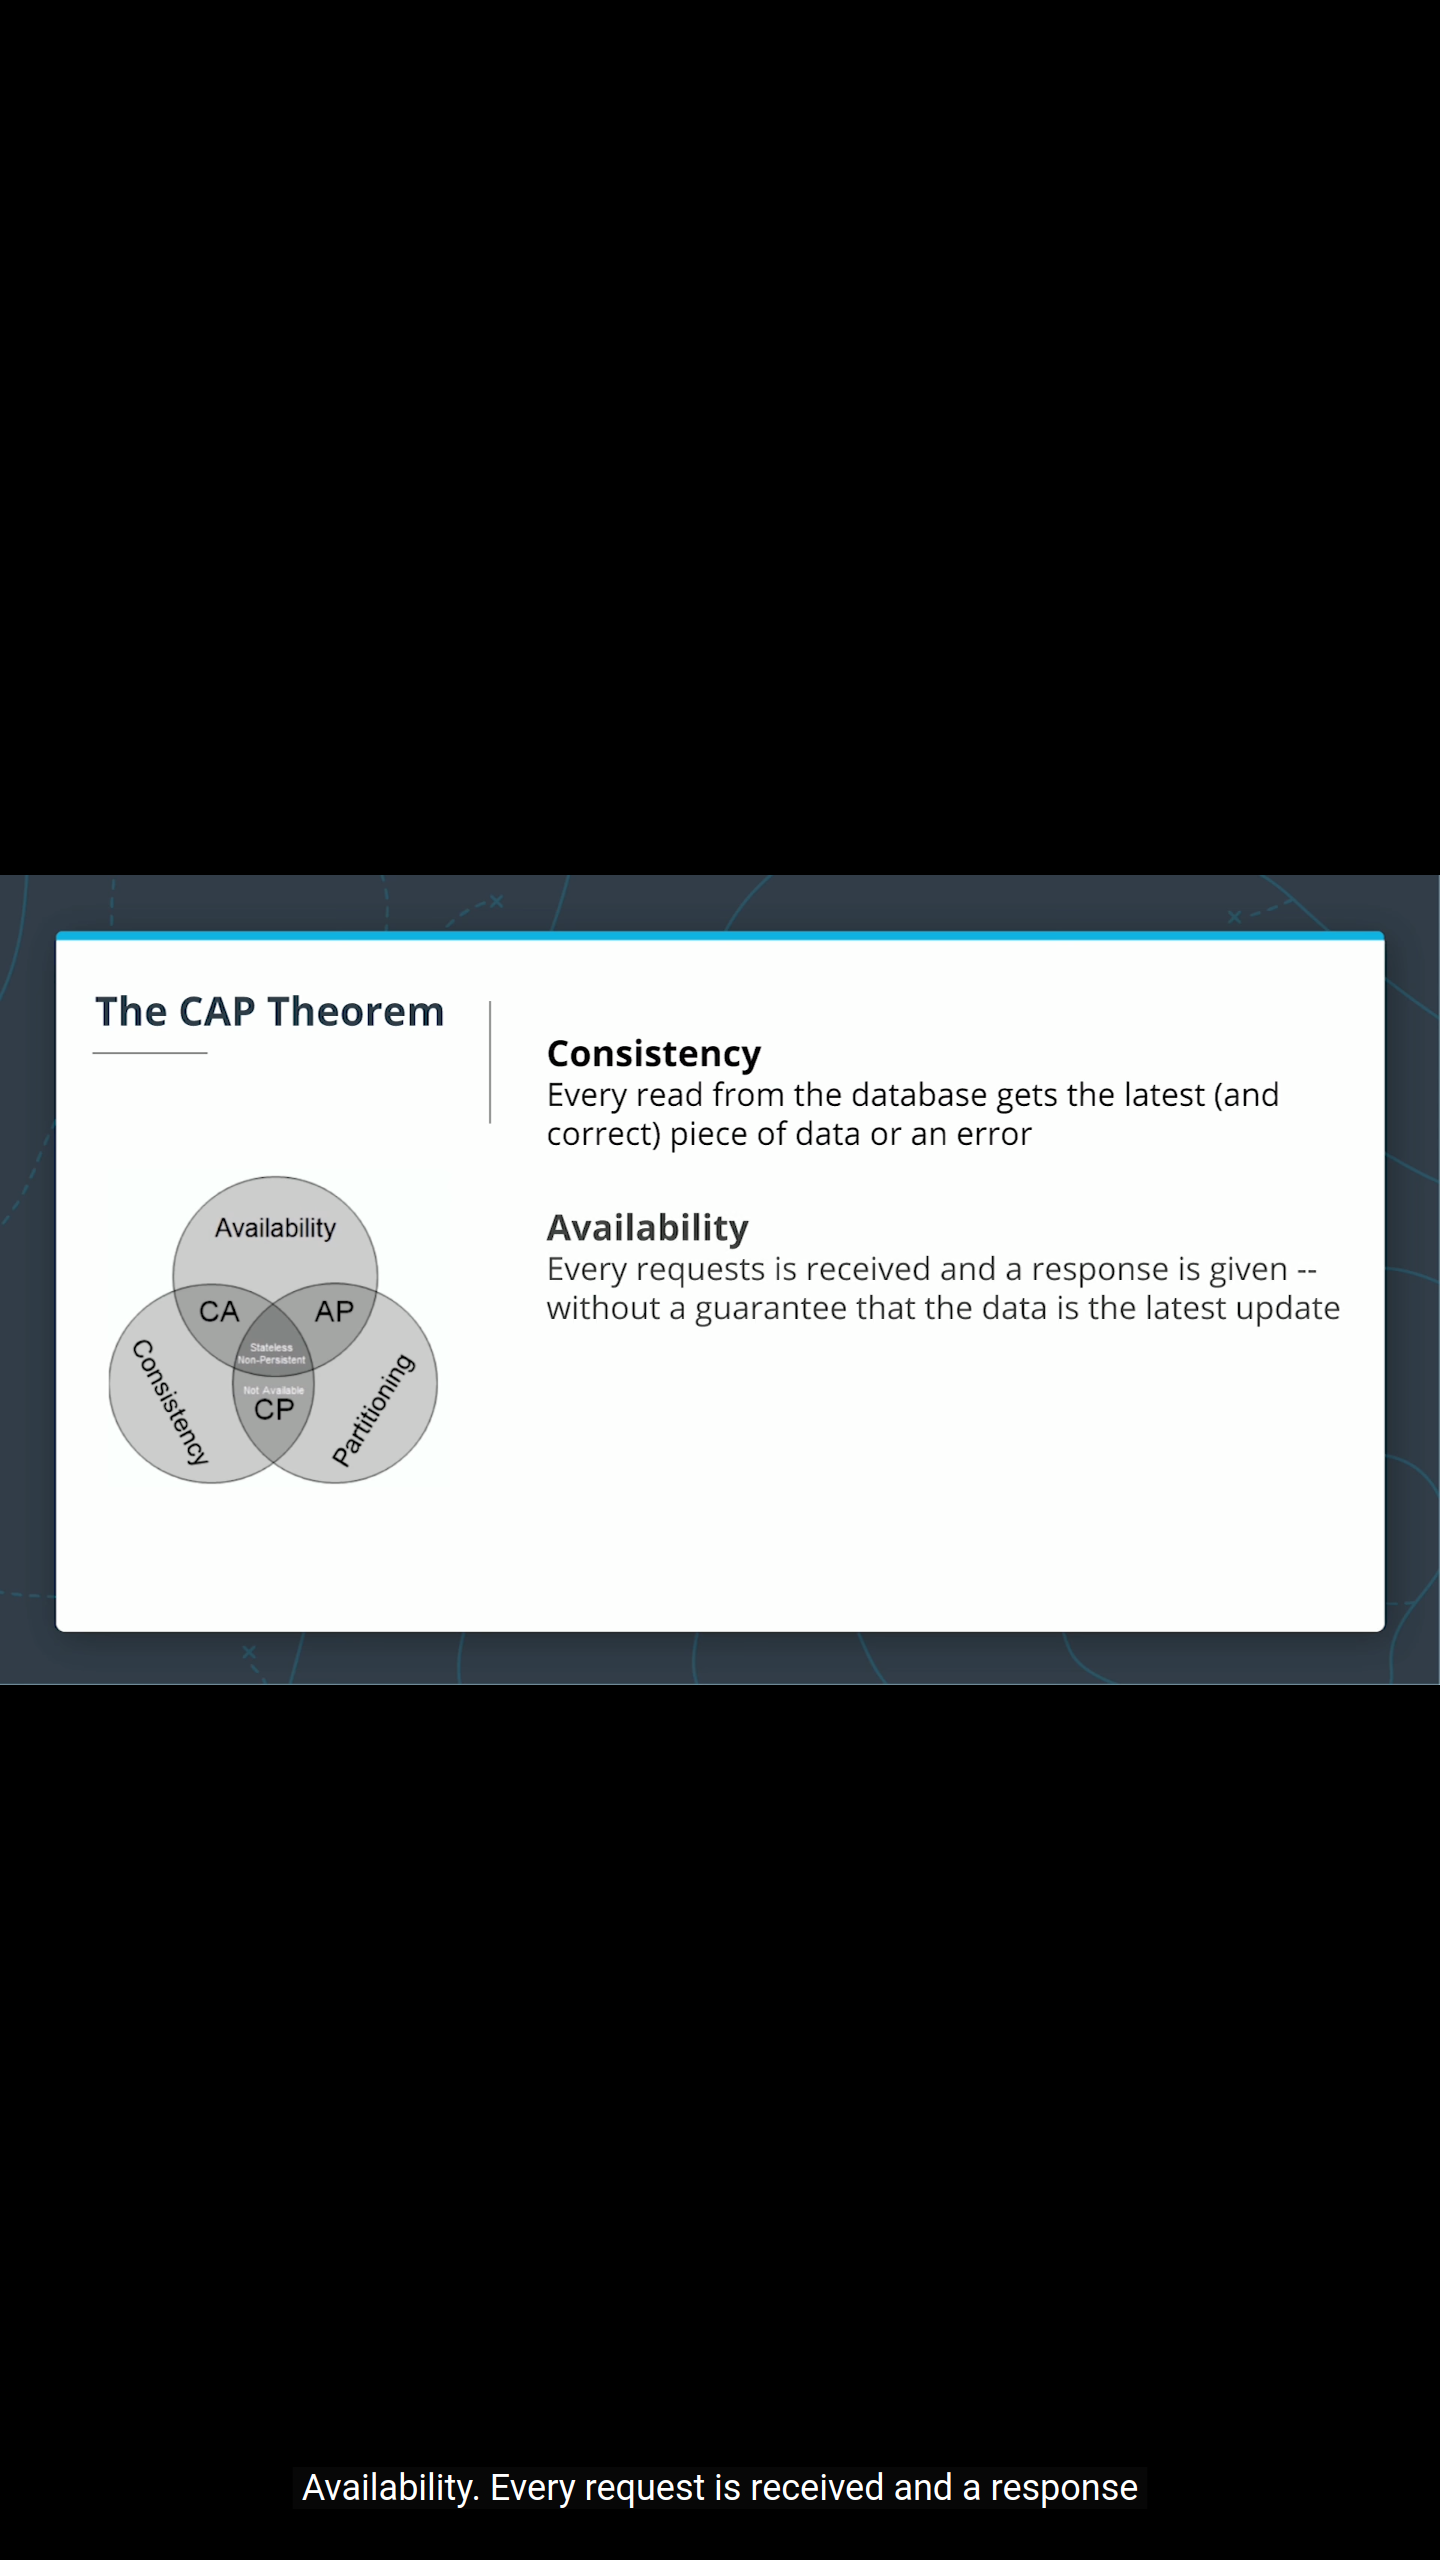 The CAP Theorem
Consistency
Every read from the database gets the latest (and
correct) piece of data or an error
Availability
Every requests is received and a response is given --
without a guarantee that the data is the latest update
Availability
CA
AP
Stateless
Non-Persistent
Not Available
CP
Consistency
Partitioning
Availability. Every request is received and a response